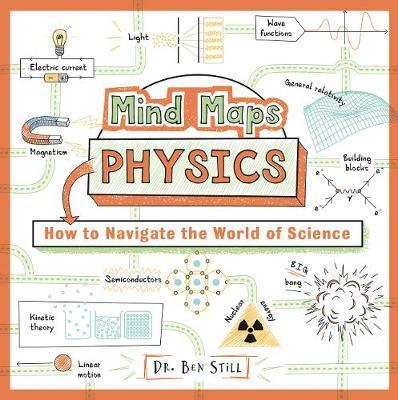 Light
Wave
functions
Electric current
General relativity
Mind Maps
Magnetism
PHYSICS
Building
blocks
e-
e-
γ
e-
e-
How to Navigate the World of Science
Semiconductors
BIG
bang
Nuclear
energy
Kinetic
theory
Linear
motion
DR. BEN STILL